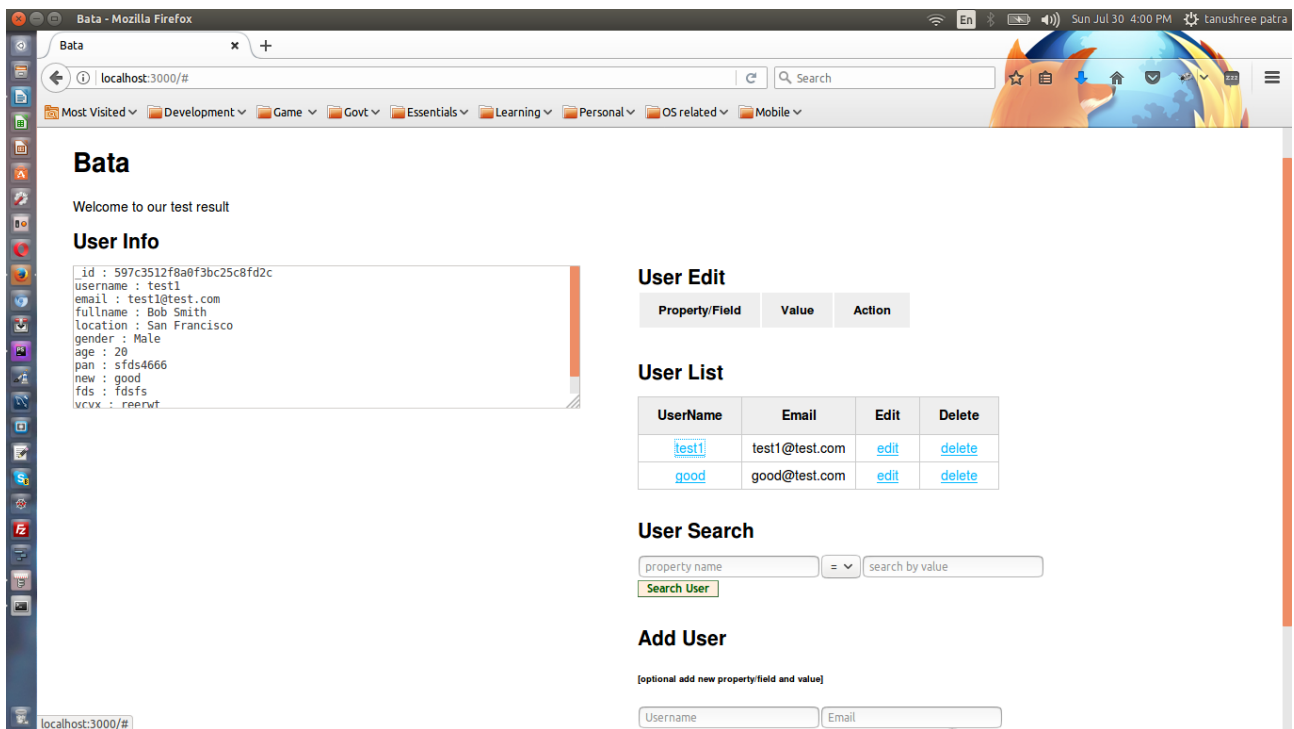 Bata - Mozilla Firefox
En
Sun Jul 30 4:00 PM
tanushree patra
Bata
localhost:3000/#
Search
Most Visited
Development
Game
Govt
Essentials
Learning
Personal
OS related
Mobile
Bata
Welcome to our test result
User Info
_id : 597c3512f8a0f3bc25c8fd2c
username : test1
email : test1@test.com
fullname : Bob Smith
location : San Francisco
gender : Male
age : 20
pan : sfds4666
new : good
fds : fdsfs
vcvx : reerwt
User Edit
Property/Field Value Action
User List
UserName Email Edit Delete
test1 test1@test.com edit delete
good good@test.com edit delete
User Search
property name = search by value
Search User
Add User
[optional add new property/field and value]
Username Email
localhost:3000/#